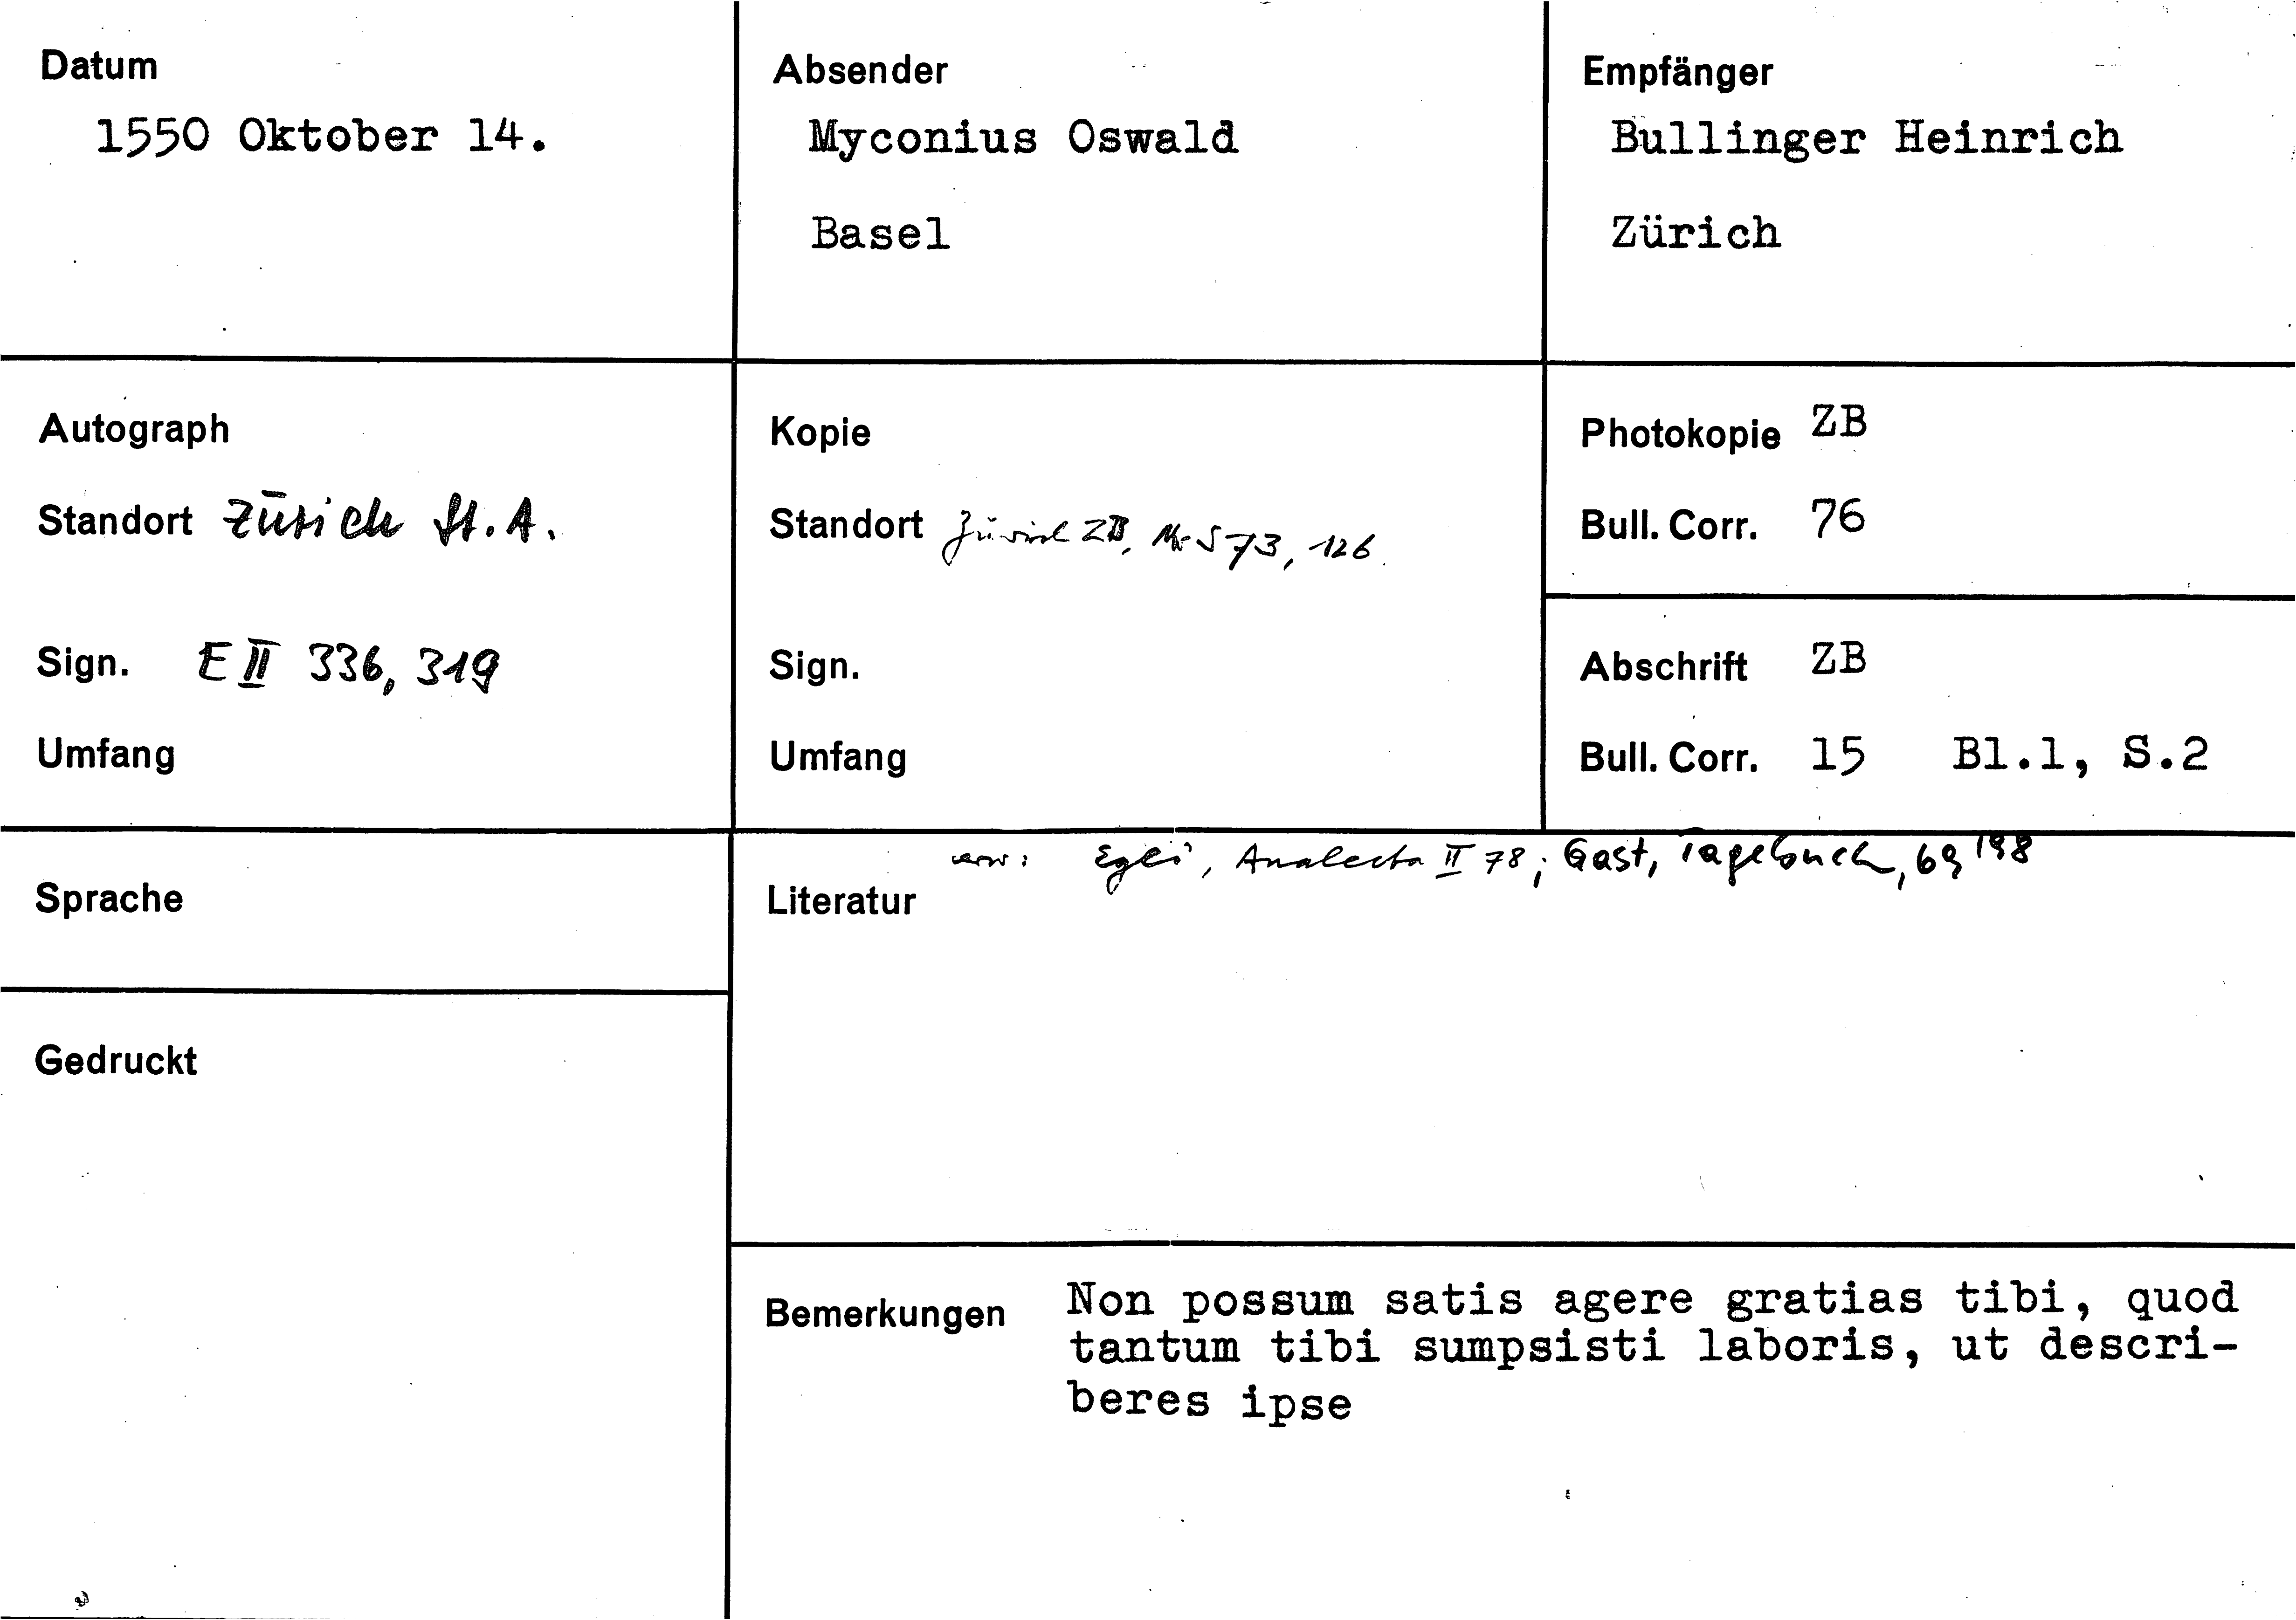 Datum
1550 Oktober 14.
Absender
Myconius Oswald
Basel
Empfänger
Bullinger Heinrich
Zürich
Autograph
Standort Zürich St.A.
Sign. E II 336, 319
Umfang
Kopie
Standort Zürich ZB, Ms S 73, 126.
Sign.
Umfang
Photokopie ZB
Bull. Corr. 76
Abschrift ZB
Bull. Corr. 15 Bl.1, S.2
Sprache
Gedruckt
Egli, Analecta II 78; Gast, Tagebuch, 69 198
Literatur
Bemerkungen
Non possum satis agere gratias tibi, quod
tantum tibi sumpsisti laboris, ut descri-
beres ipse